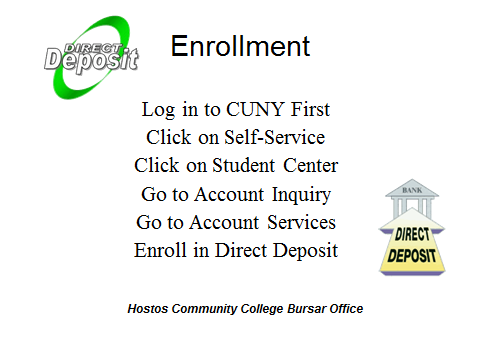 DIRECT
Deposit
Enrollment
Log in to CUNY First
Click on Self-Service
Click on Student Center
Go to Account Inquiry
Go to Account Services
Enroll in Direct Deposit
BANK
DIRECT
DEPOSIT
Hostos Community College Bursar Office